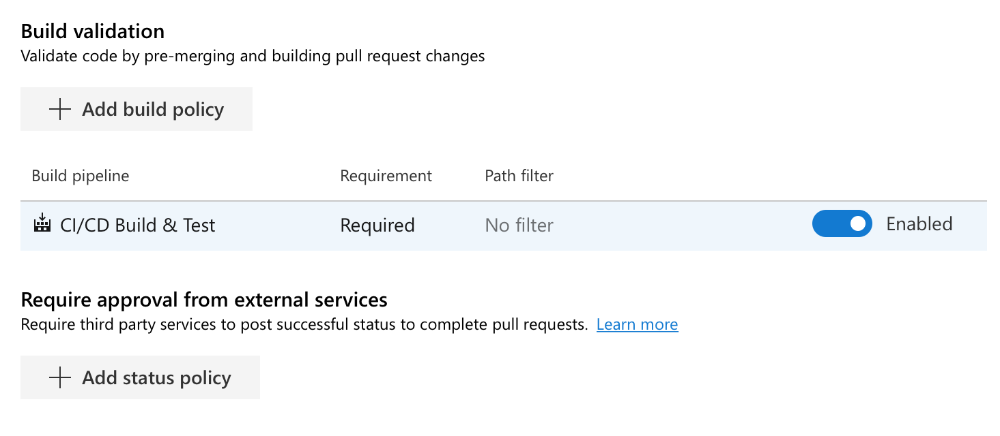 Build validation
Validate code by pre-merging and building pull request changes
Add build policy
Build pipeline Requirement Path filter
CI/CD Build & Test Required No filter Enabled
Require approval from external services
Require third party services to post successful status to complete pull requests. Learn more
Add status policy